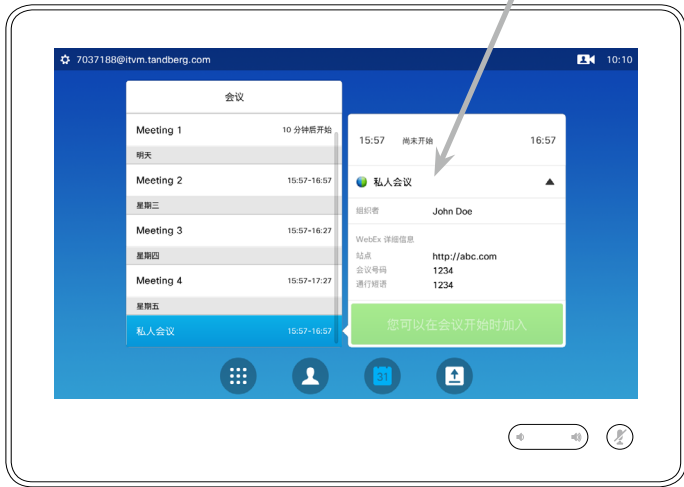 7037188@itvm.tandberg.com
10:10
会议
Meeting 1 10 分钟后开始
明天
Meeting 2 15:57-16:57
星期三
Meeting 3 15:57-16:27
星期四
Meeting 4 15:57-17:27
星期五
私人会议 15:57-16:57
15:57 尚未开始 16:57
私人会议
组织者 John Doe
WebEx 详细信息
站点 http://abc.com
会议号码 1234
通行短语 1234
您可以在会议开始时加入
31